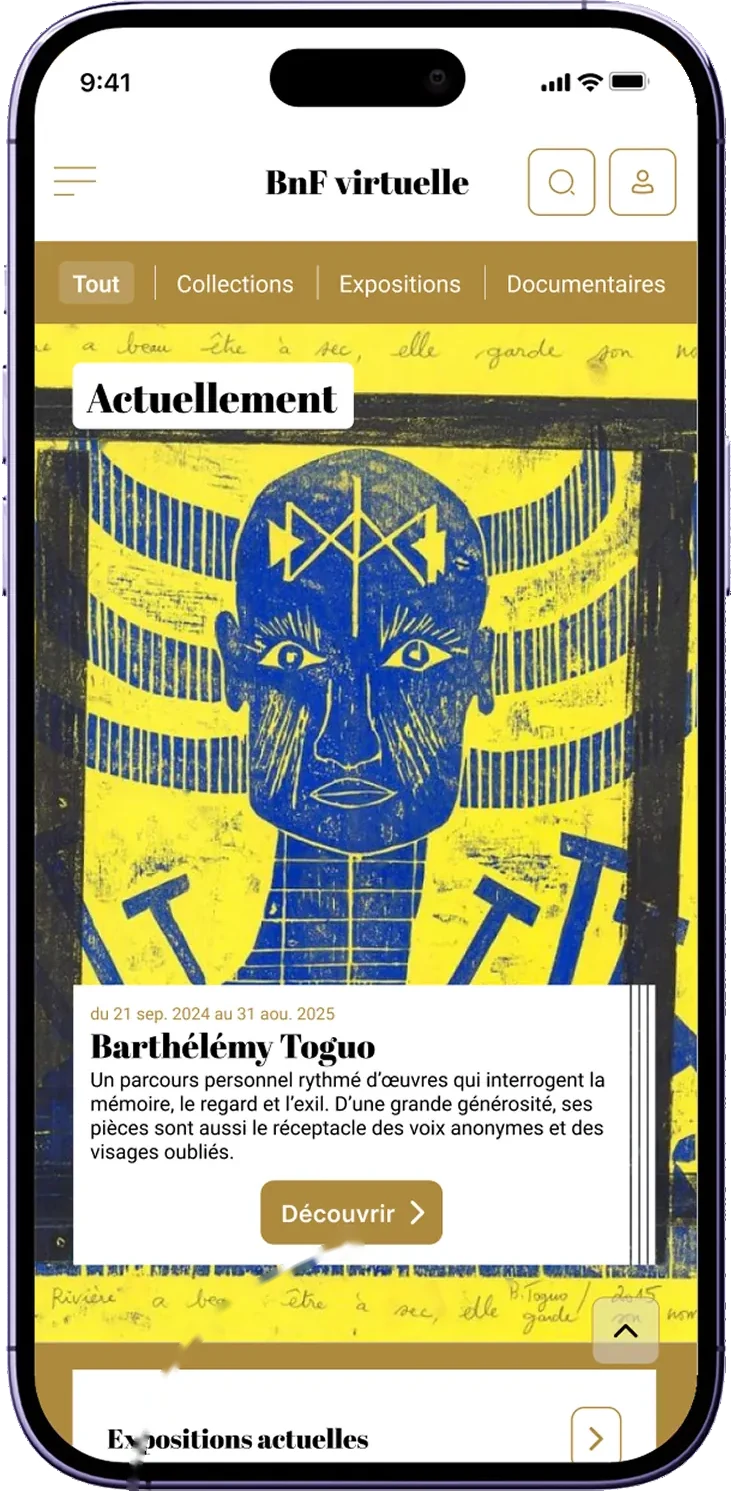 9:41
BnF virtuelle
Tout
Collections
Expositions
Documentaires
a beau être à sec, elle garde son
Actuellement
du 21 sep. 2024 au 31 aou. 2025
Barthélémy Toguo
Un parcours personnel rythmé d’œuvres qui interrogent la
mémoire, le regard et l’exil. D’une grande générosité, ses
pièces sont aussi le réceptacle des voix anonymes et des
visages oubliés.
Découvrir
B.Toguo / 2015
Rivière a être à sec, elle garde son nom
Expositions actuelles